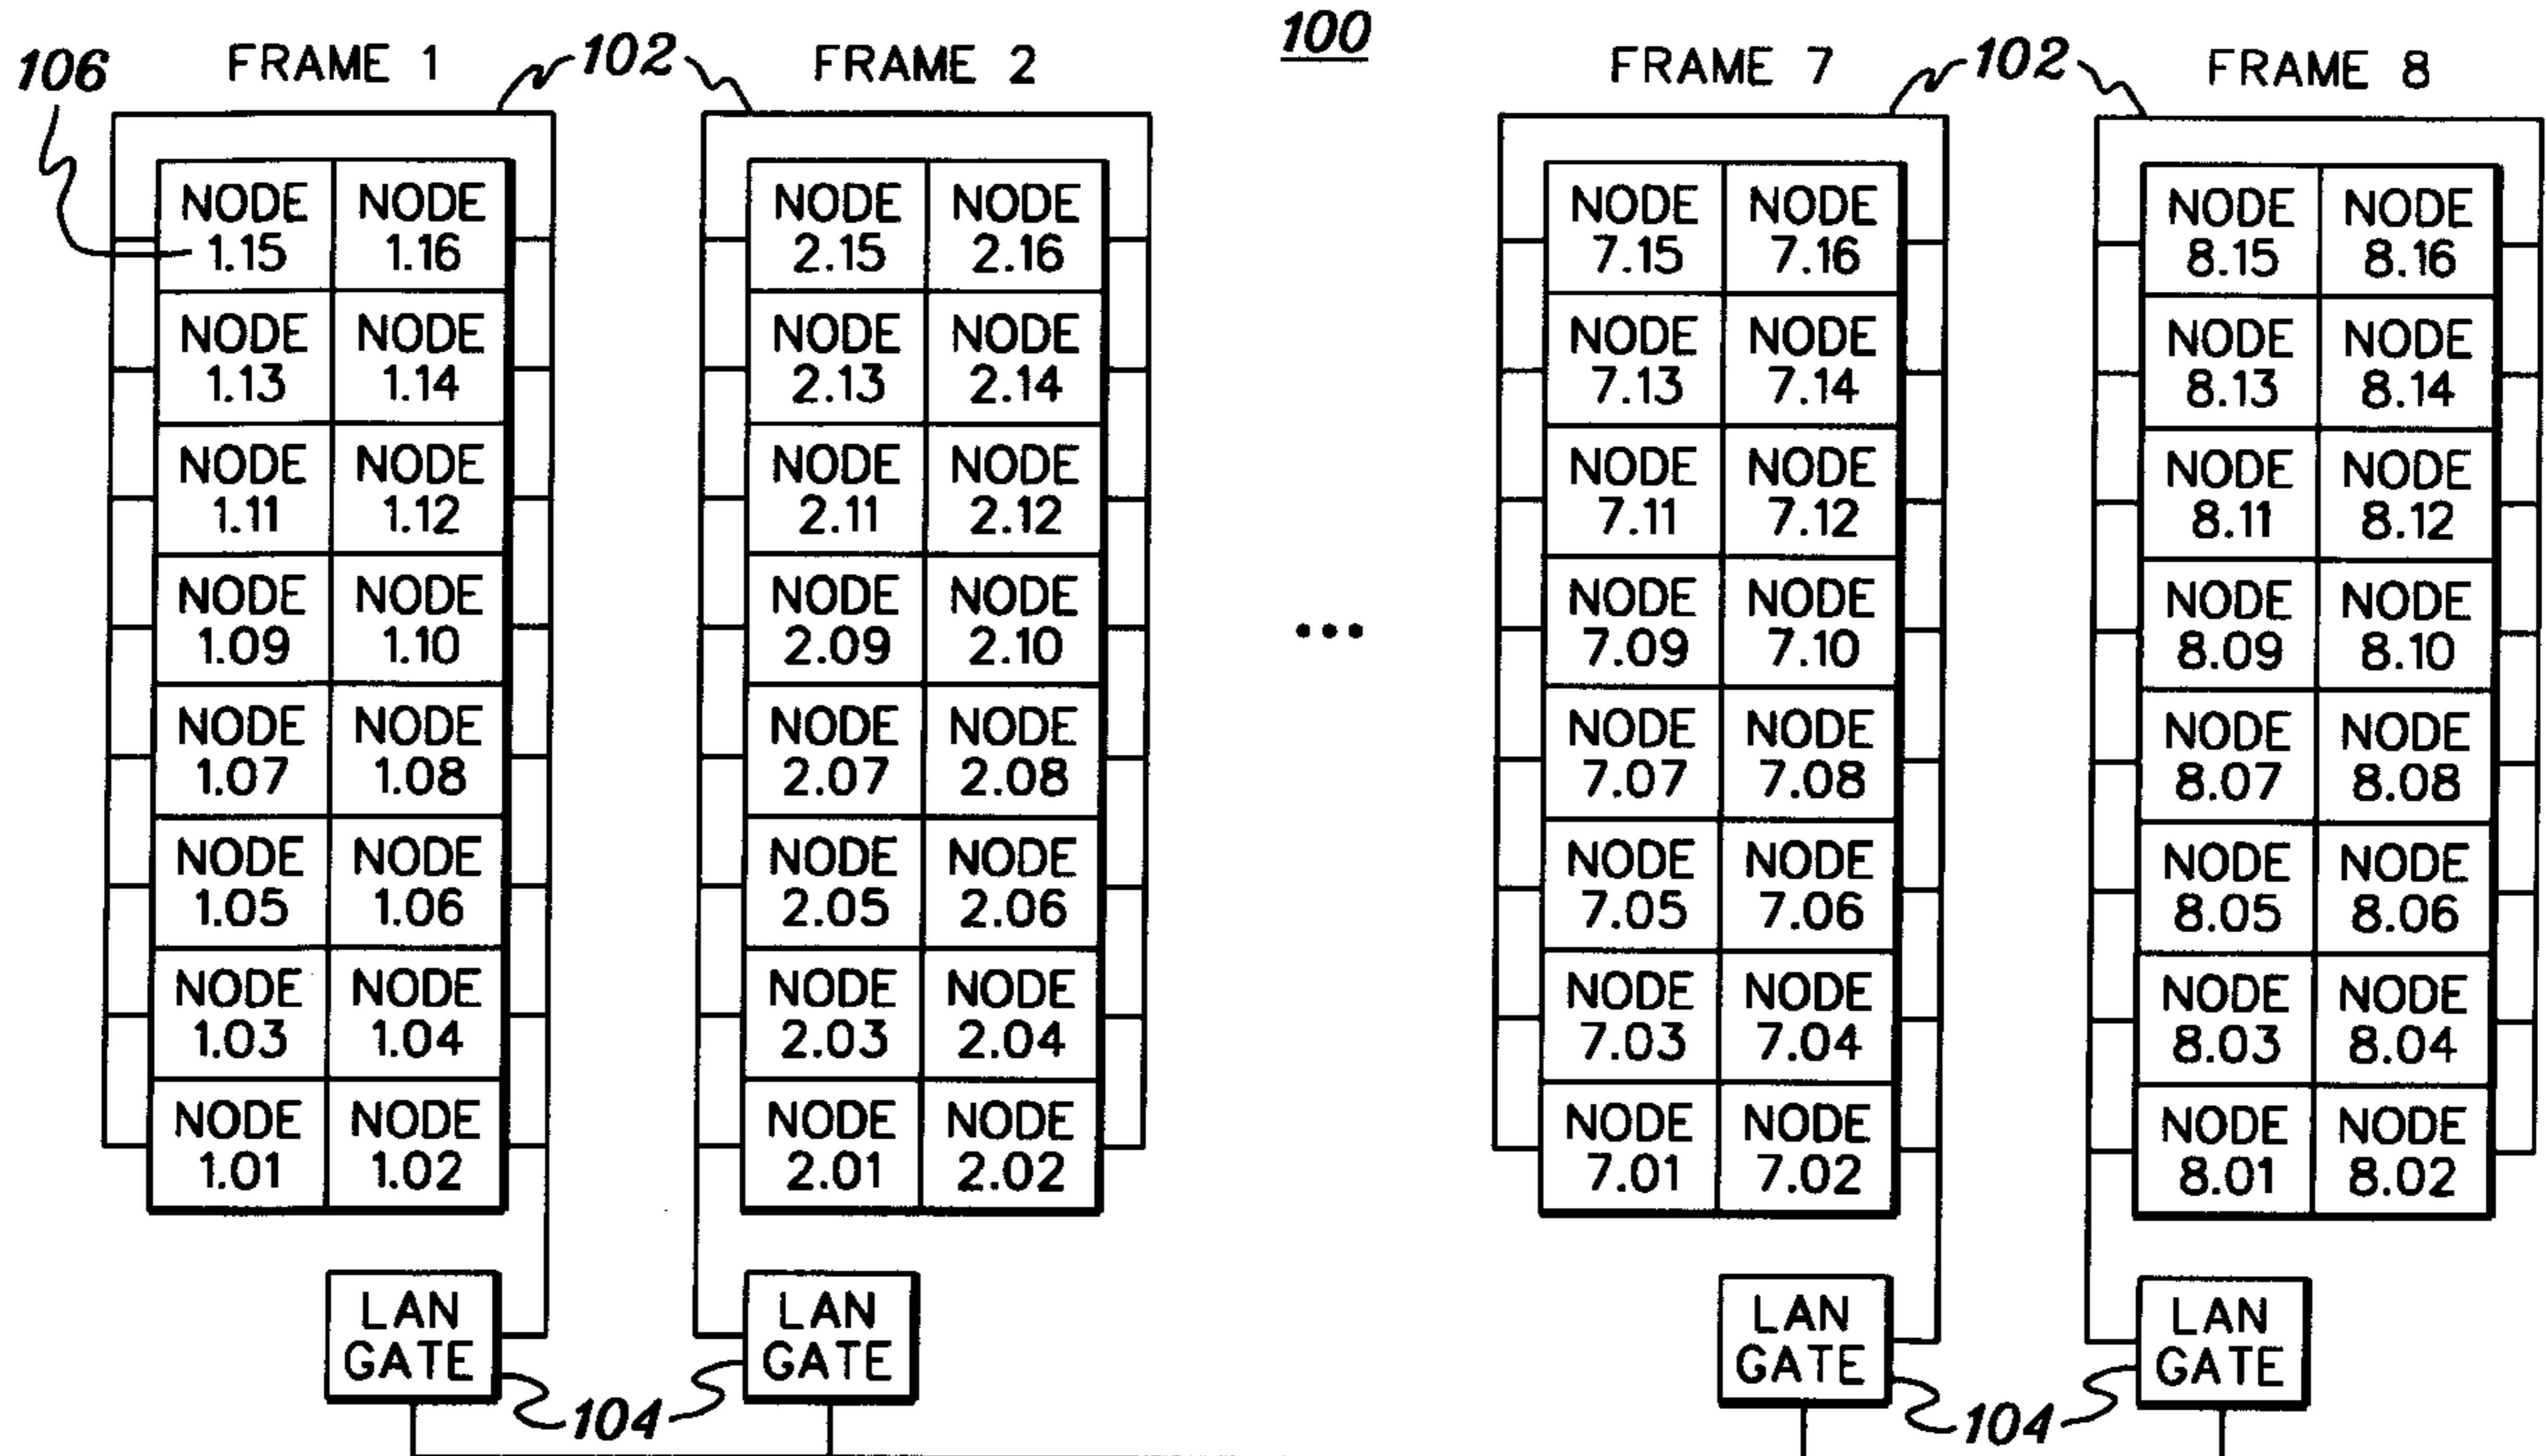 100
106 FRAME 1 102 FRAME 2 FRAME 7 102 FRAME 8
NODE NODE NODE NODE NODE NODE NODE NODE
1.15 1.16 2.15 2.16 7.15 7.16 8.15 8.16
NODE NODE NODE NODE NODE NODE NODE NODE
1.13 1.14 2.13 2.14 7.13 7.14 8.13 8.14
NODE NODE NODE NODE NODE NODE NODE NODE
1.11 1.12 2.11 2.12 7.11 7.12 8.11 8.12
NODE NODE NODE NODE NODE NODE NODE NODE
1.09 1.10 2.09 2.10 7.09 7.10 8.09 8.10
NODE NODE NODE NODE NODE NODE NODE NODE
1.07 1.08 2.07 2.08 7.07 7.08 8.07 8.08
NODE NODE NODE NODE NODE NODE NODE NODE
1.05 1.06 2.05 2.06 7.05 7.06 8.05 8.06
NODE NODE NODE NODE NODE NODE NODE NODE
1.03 1.04 2.03 2.04 7.03 7.04 8.03 8.04
NODE NODE NODE NODE NODE NODE NODE NODE
1.01 1.02 2.01 2.02 7.01 7.02 8.01 8.02
LAN LAN LAN LAN
GATE GATE GATE GATE
104 104